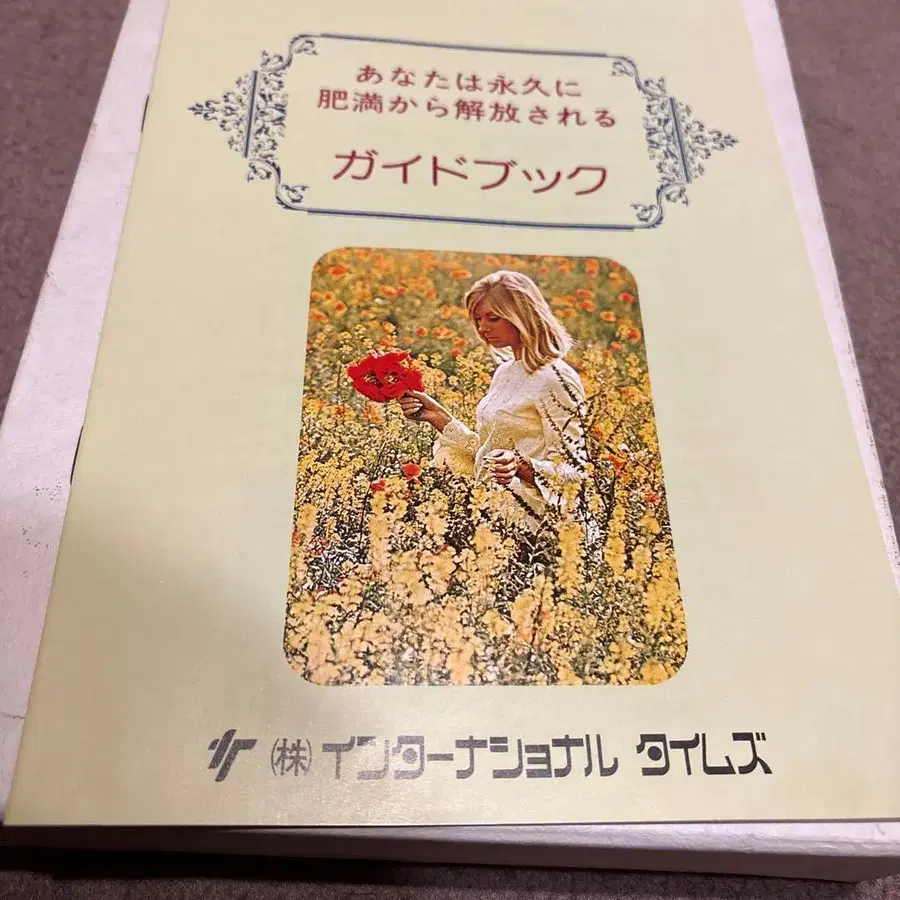 あなたは永久に
肥満から解放される
ガイドブック
(株)インターナショナル タイムズ